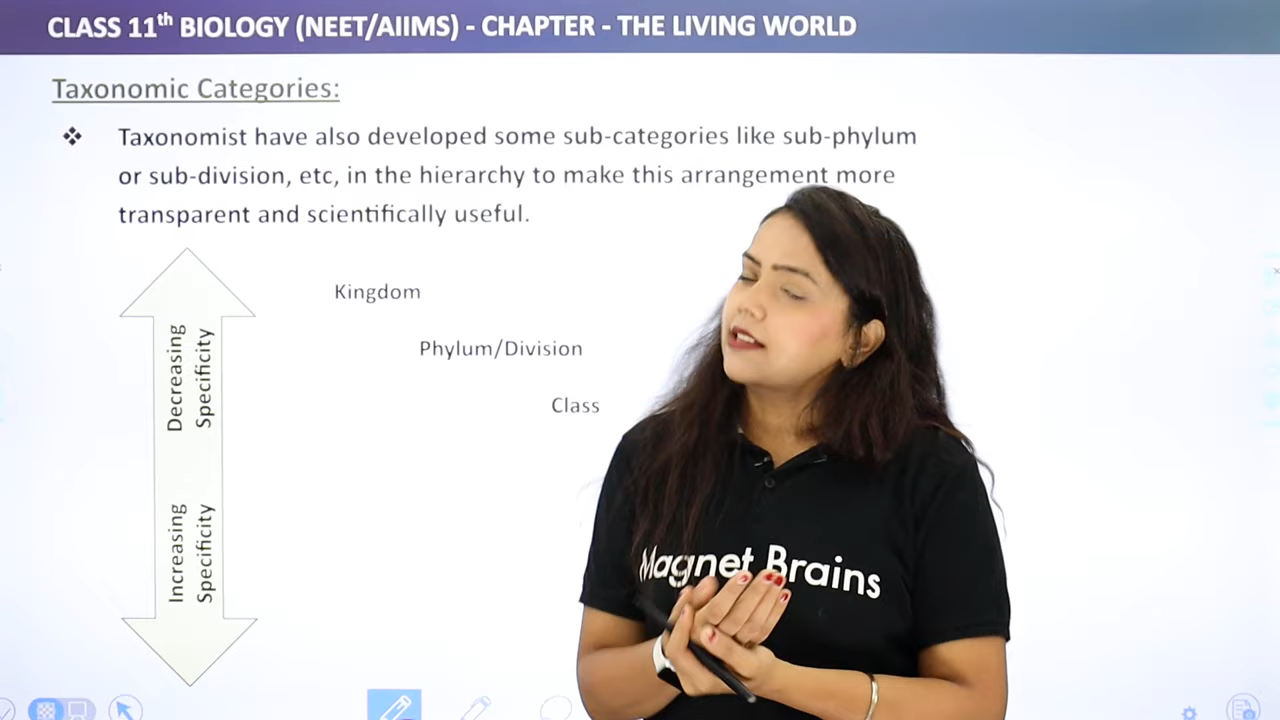 CLASS 11th BIOLOGY (NEET/AIIMS) - CHAPTER - THE LIVING WORLD
Taxonomic Categories:
❖ Taxonomist have also developed some sub-categories like sub-phylum
or sub-division, etc, in the hierarchy to make this arrangement more
transparent and scientifically useful.
Kingdom
Phylum/Division
Class
Decreasing
Specificity
Increasing
Specificity
Magnet Brains